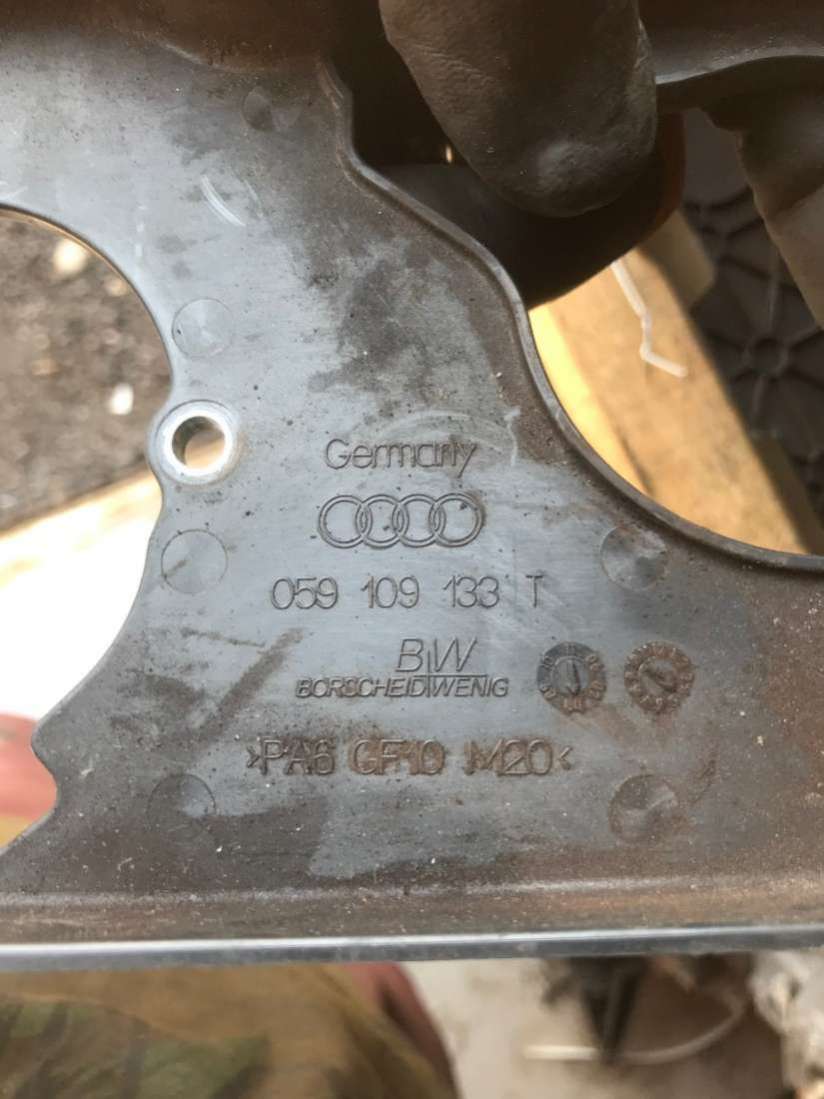 Germany
059 109 133 T
BW
BORSCHEID WENIG
>PA6 GF10 M20<